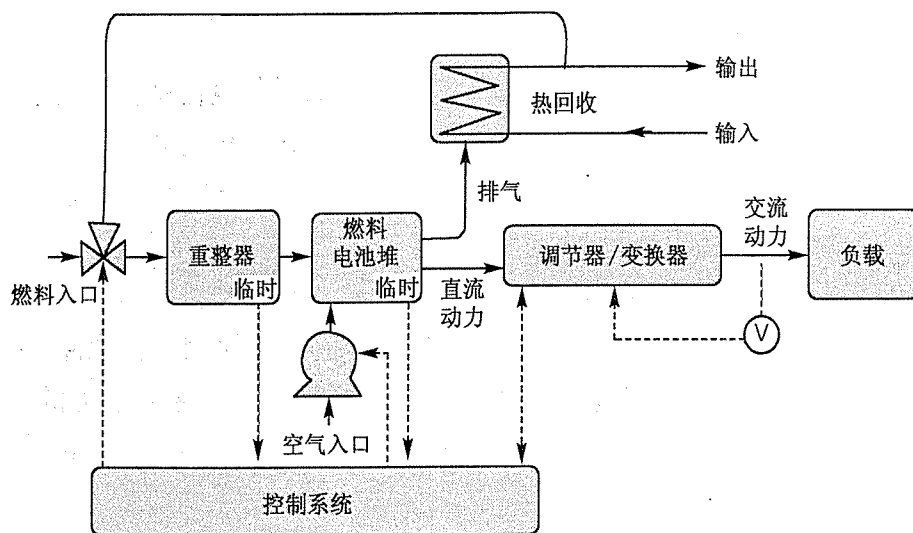 输出
热回收
输入
排气
燃料入口
重整器
临时
燃料
电池堆
临时
直流
动力
调节器/变换器
交流
动力
负载
V
空气入口
控制系统